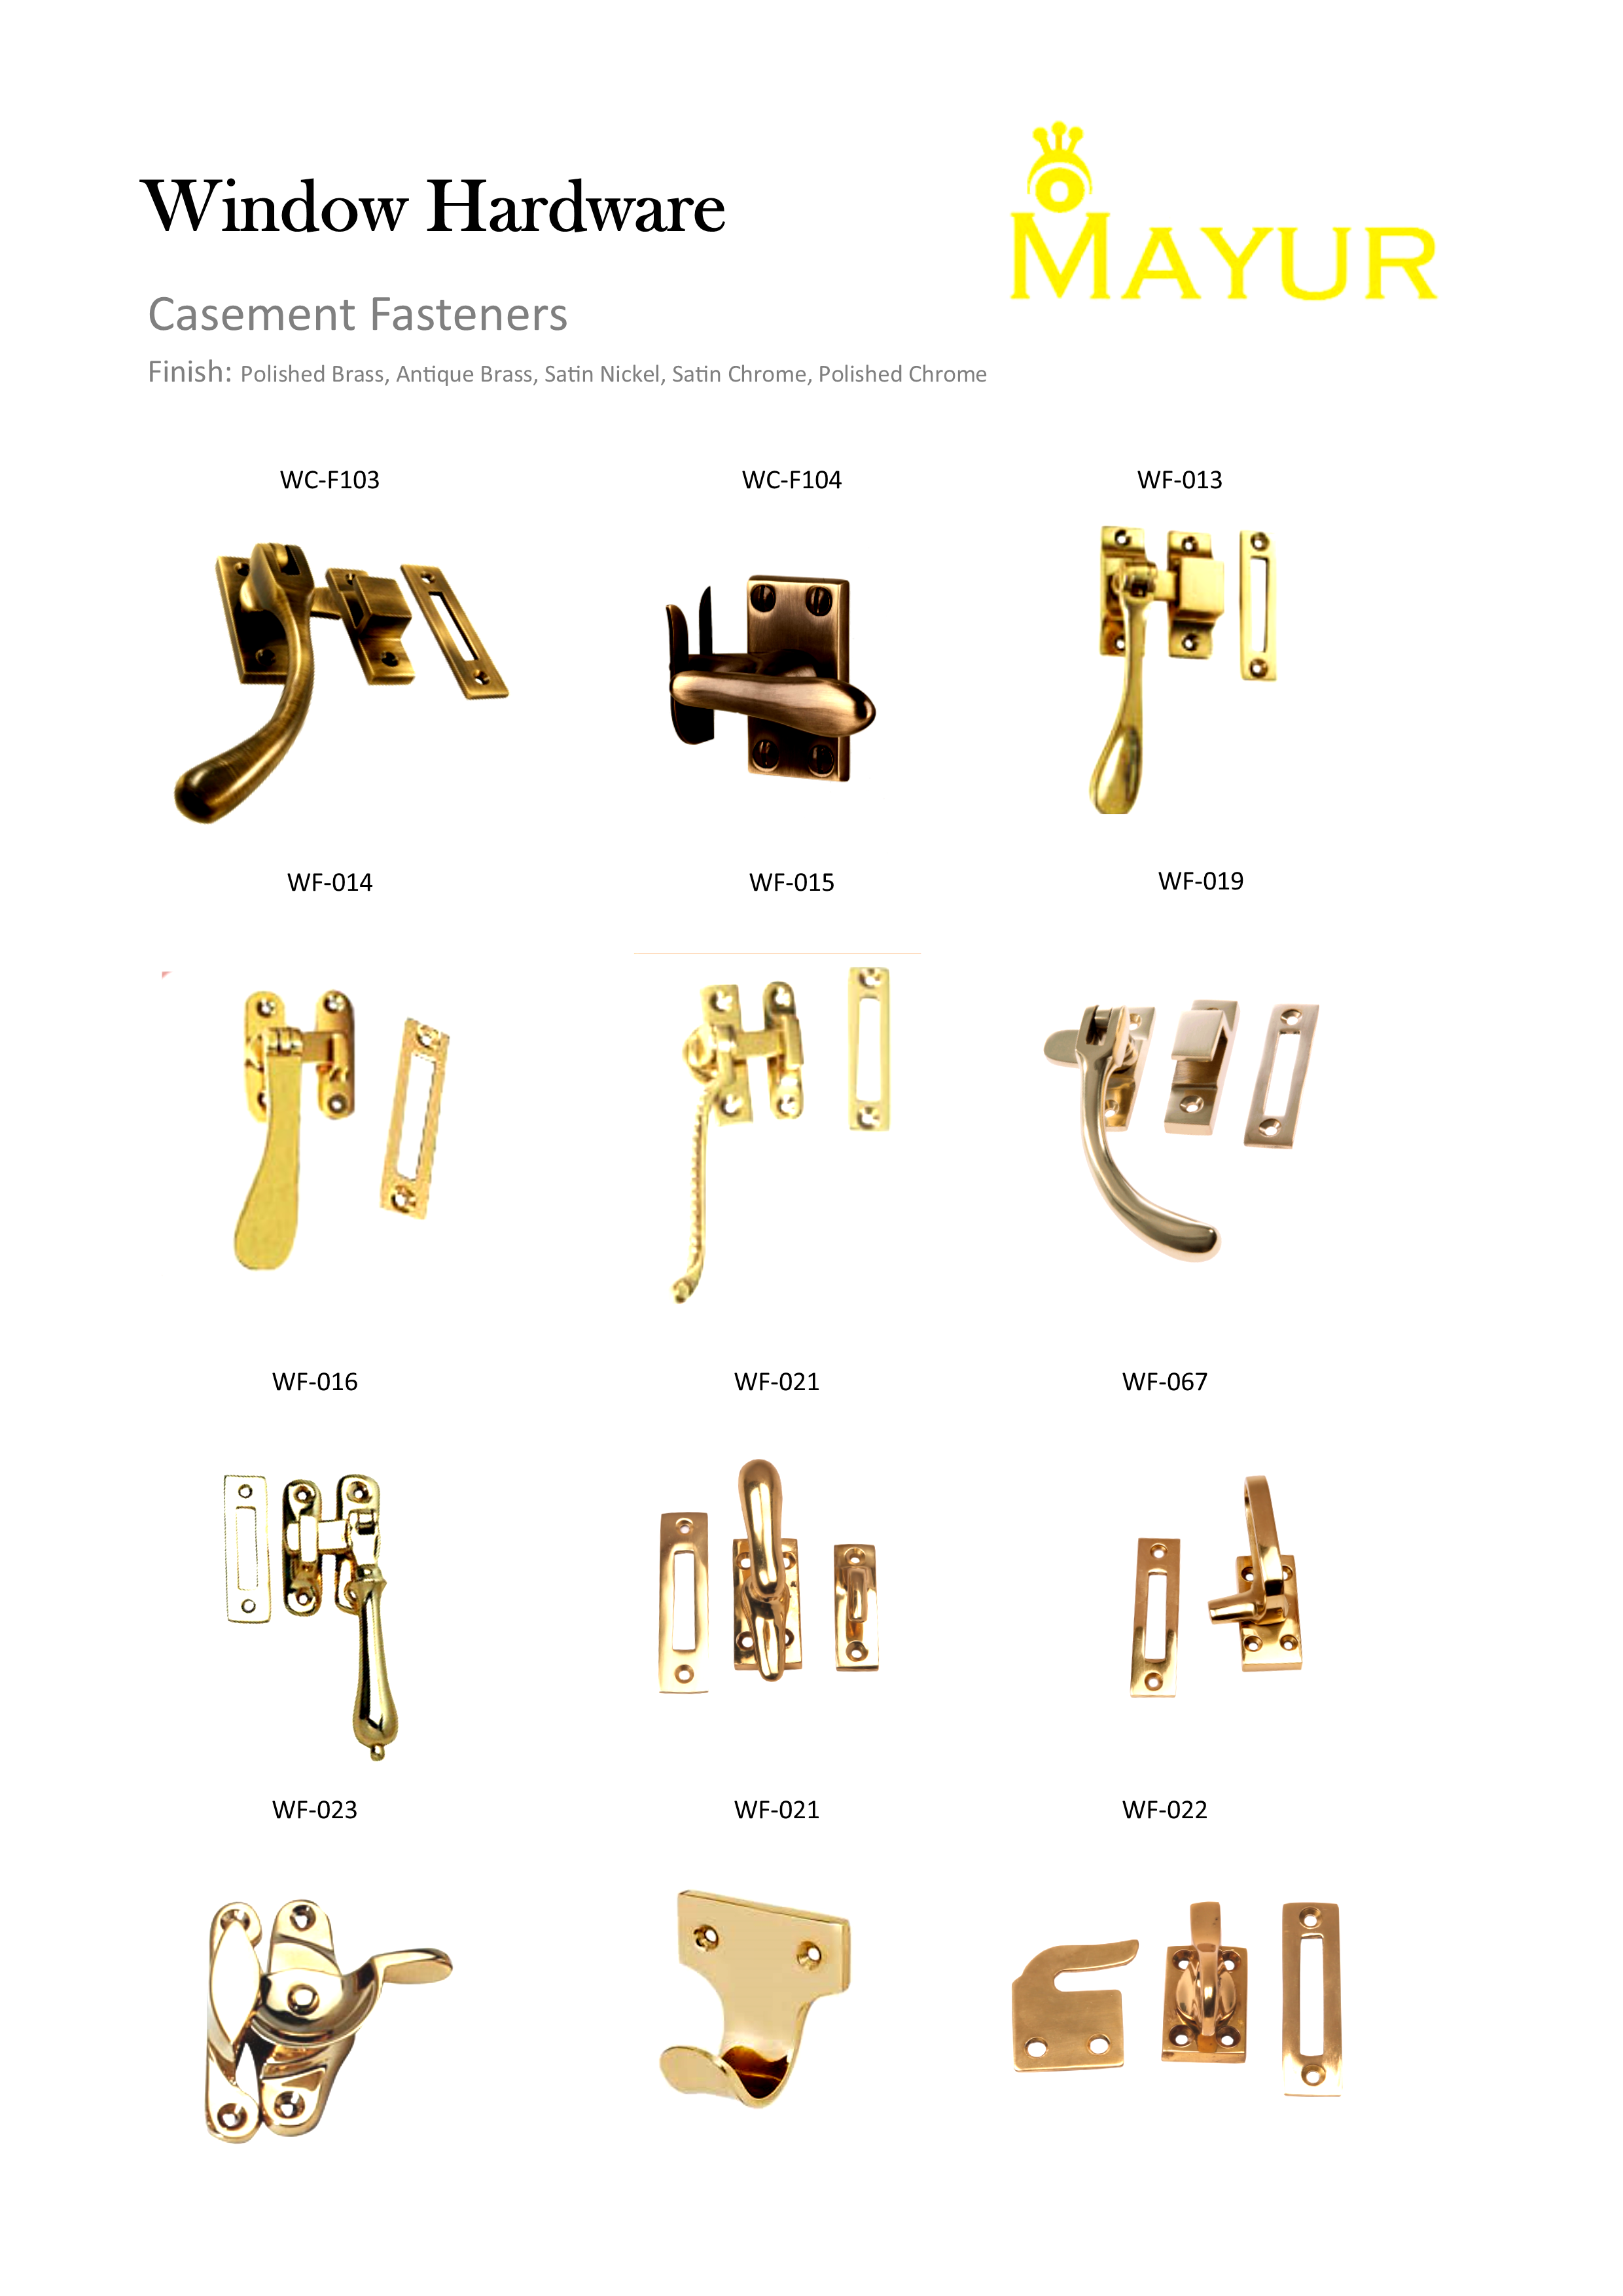 Window Hardware
MAYUR
Casement Fasteners
Finish: Polished Brass, Antique Brass, Satin Nickel, Satin Chrome, Polished Chrome
WC-F103 WC-F104 WF-013
WF-014 WF-015 WF-019
WF-016 WF-021 WF-067
WF-023 WF-021 WF-022